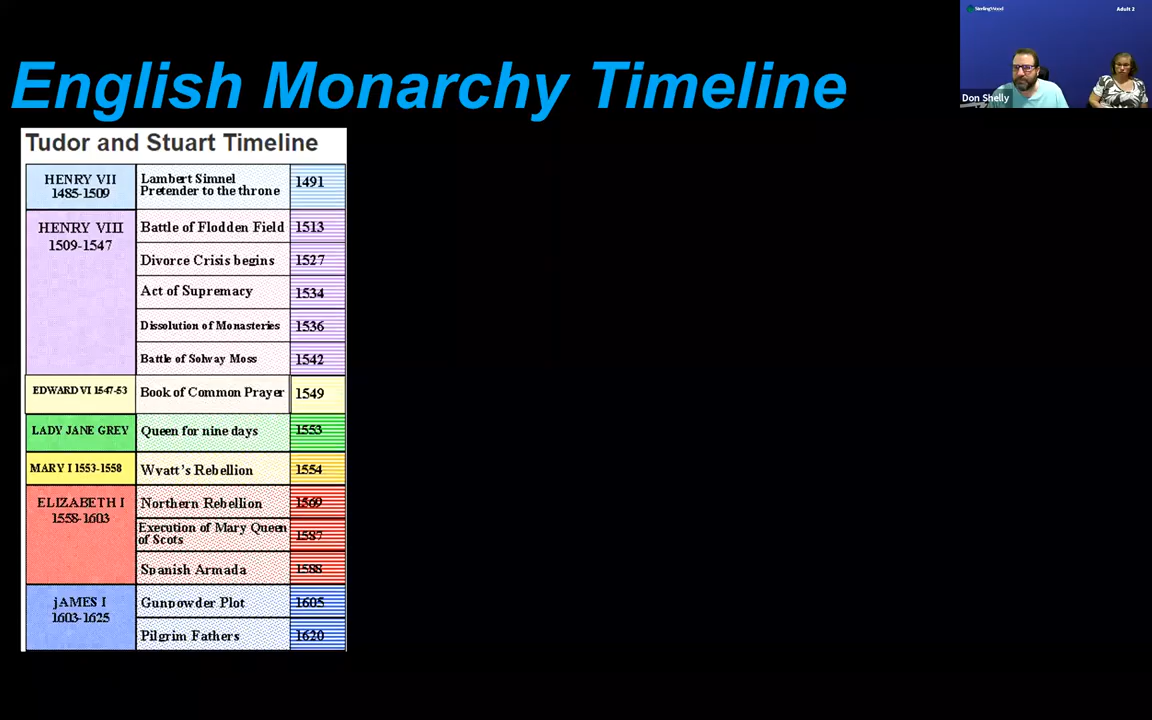 SterlingWood
Adult 2
English Monarchy Timeline
Don Shelly
Tudor and Stuart Timeline
HENRY VII
1485-1509
Lambert Simnel
Pretender to the throne
1491
HENRY VIII
1509-1547
Battle of Flodden Field
1513
Divorce Crisis begins
1527
Act of Supremacy
1534
Dissolution of Monasteries
1536
Battle of Solway Moss
1542
EDWARD VI 1547-53
Book of Common Prayer
1549
LADY JANE GREY
Queen for nine days
1553
MARY I 1553-1558
Wyatt's Rebellion
1554
ELIZABETH I
1558-1603
Northern Rebellion
1569
Execution of Mary Queen
of Scots
1587
Spanish Armada
1588
jAMES I
1603-1625
Gunpowder Plot
1605
Pilgrim Fathers
1620